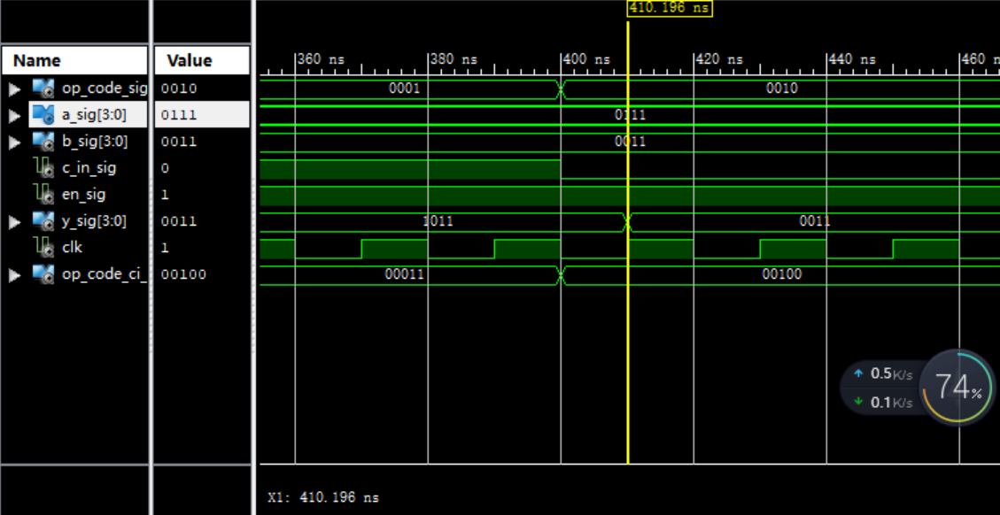 410.196 ns
Name Value
360 ns 380 ns 400 ns 420 ns 440 ns 460 n
op_code_sig 0010 0001 0010
a_sig[3:0] 0111 0111
b_sig[3:0] 0011 0011
c_in_sig 0
en_sig 1
y_sig[3:0] 0011 1011 0011
clk 1
op_code_ci_ 00100 00011 00100
0.5K/s
74%
0.1K/s
X1: 410.196 ns